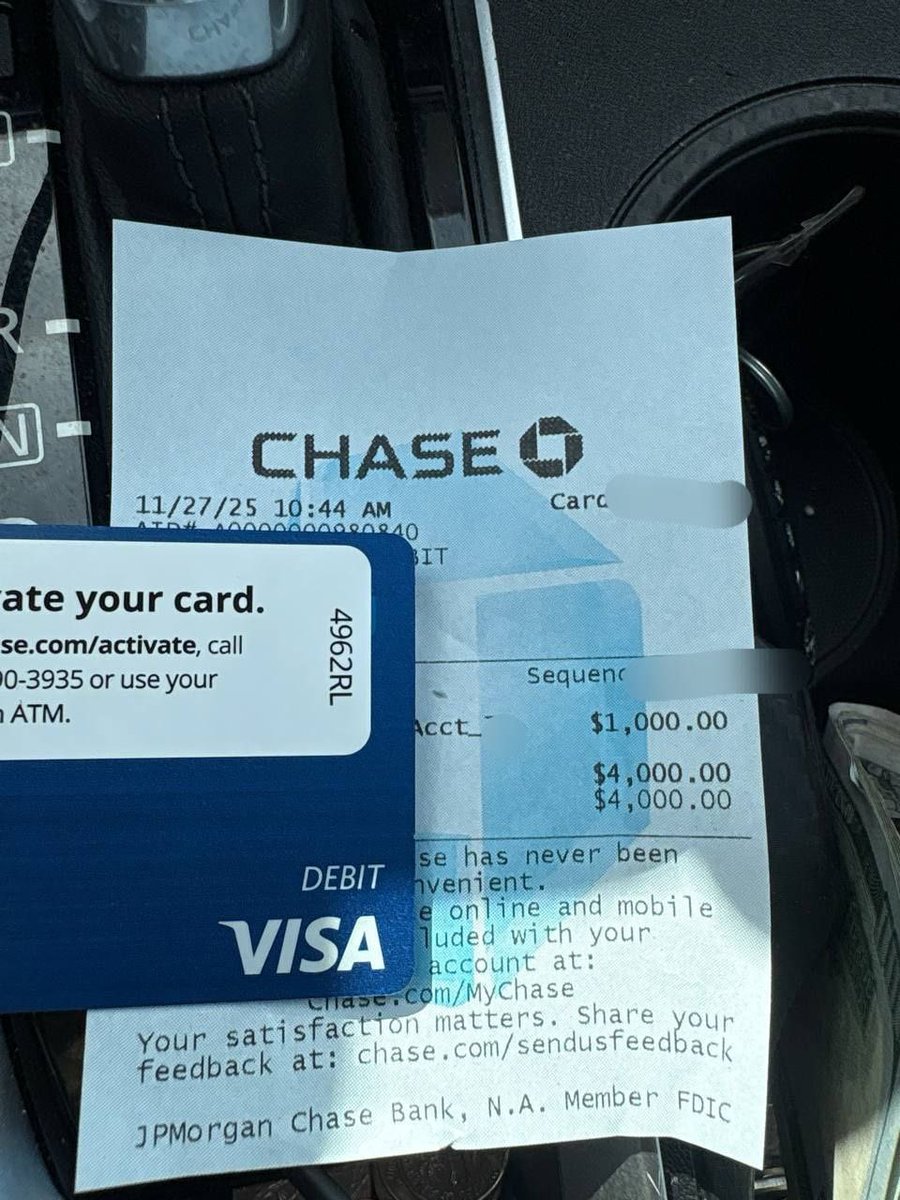 CHASE
11/27/25 10:44 AM
Card
AID# A0000000980840
BIT
Sequenc
Acct_
$1,000.00
$4,000.00
$4,000.00
se has never been
nvenient.
e online and mobile
luded with your
account at:
Chase.com/MyChase
Your satisfaction matters. Share your
feedback at: chase.com/sendusfeedback
JPMorgan Chase Bank, N.A. Member FDIC
ate your card.
se.com/activate, call
90-3935 or use your
ATM.
4962RL
DEBIT
VISA
R
N